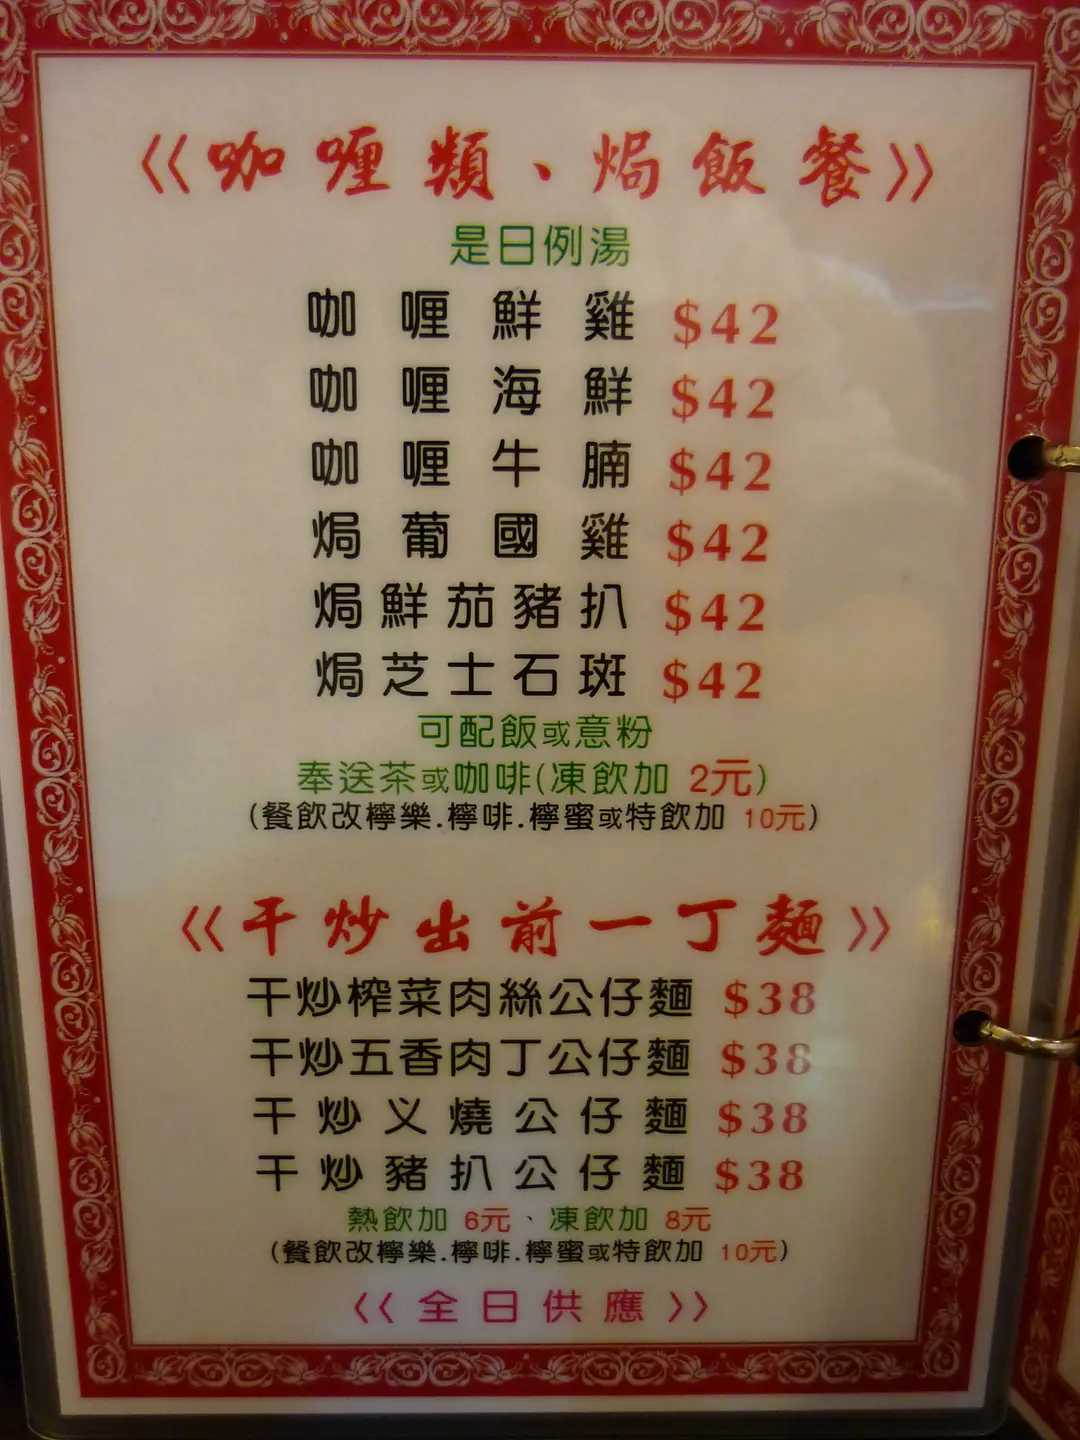 《咖喱類、焗飯餐》
是日例湯
咖喱鮮雞 $42
咖喱海鮮 $42
咖喱牛腩 $42
焗葡國雞 $42
焗鮮茄豬扒 $42
焗芝士石斑 $42
可配飯或意粉
奉送茶或咖啡(凍飲加 2元)
(餐飲改檸樂.檸啡.檸蜜或特飲加 10元)
《干炒出前一丁麵》
干炒榨菜肉絲公仔麵 $38
干炒五香肉丁公仔麵 $38
干炒义燒公仔麵 $38
干炒豬扒公仔麵 $38
熱飲加 6元、凍飲加 8元
(餐飲改檸樂.檸啡.檸蜜或特飲加 10元)
《全日供應》